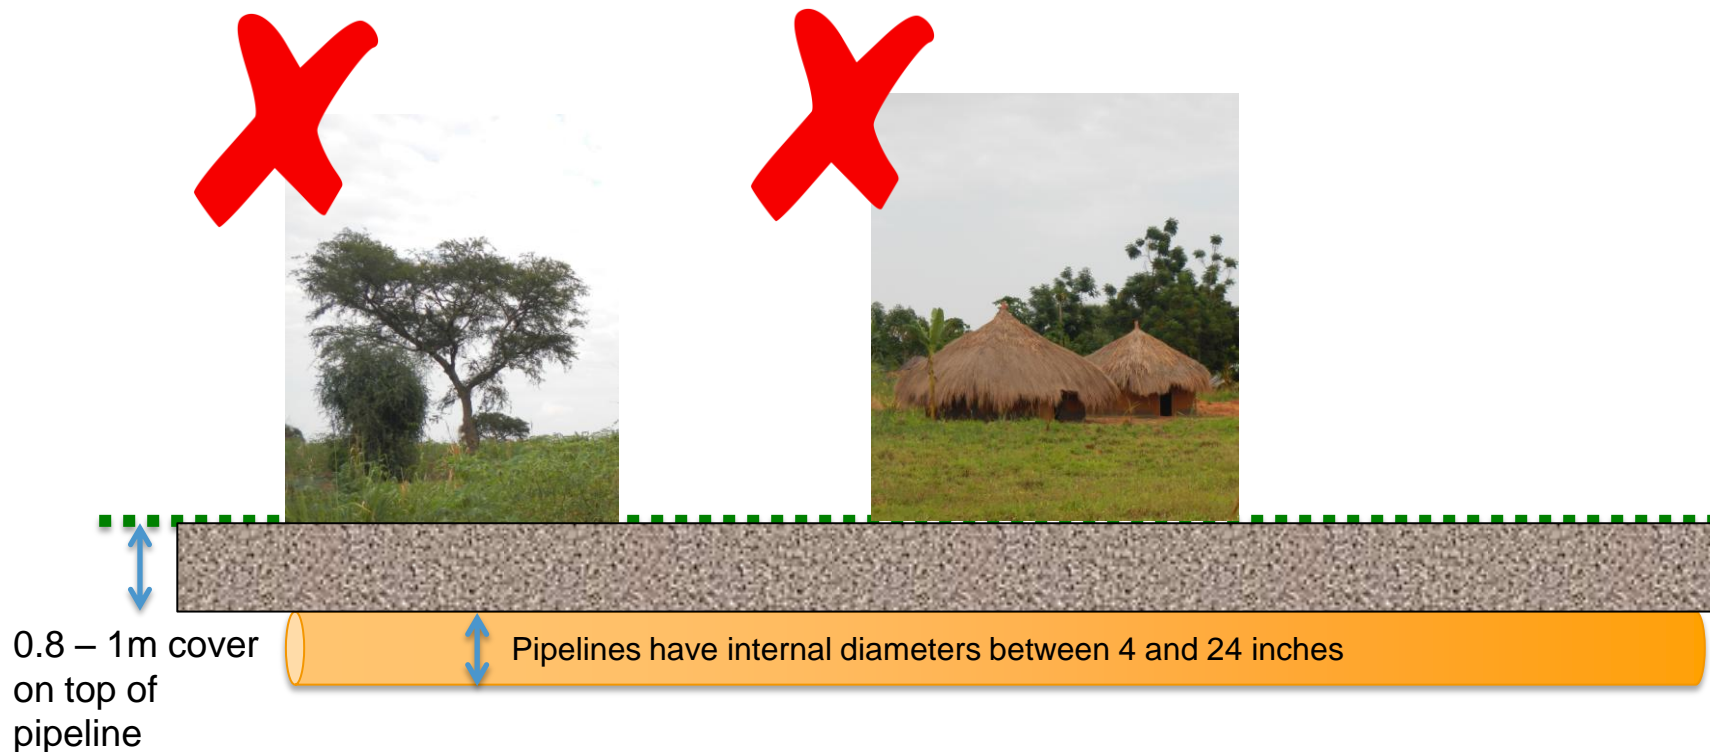 0.8 – 1m cover
on top of
pipeline
Pipelines have internal diameters between 4 and 24 inches